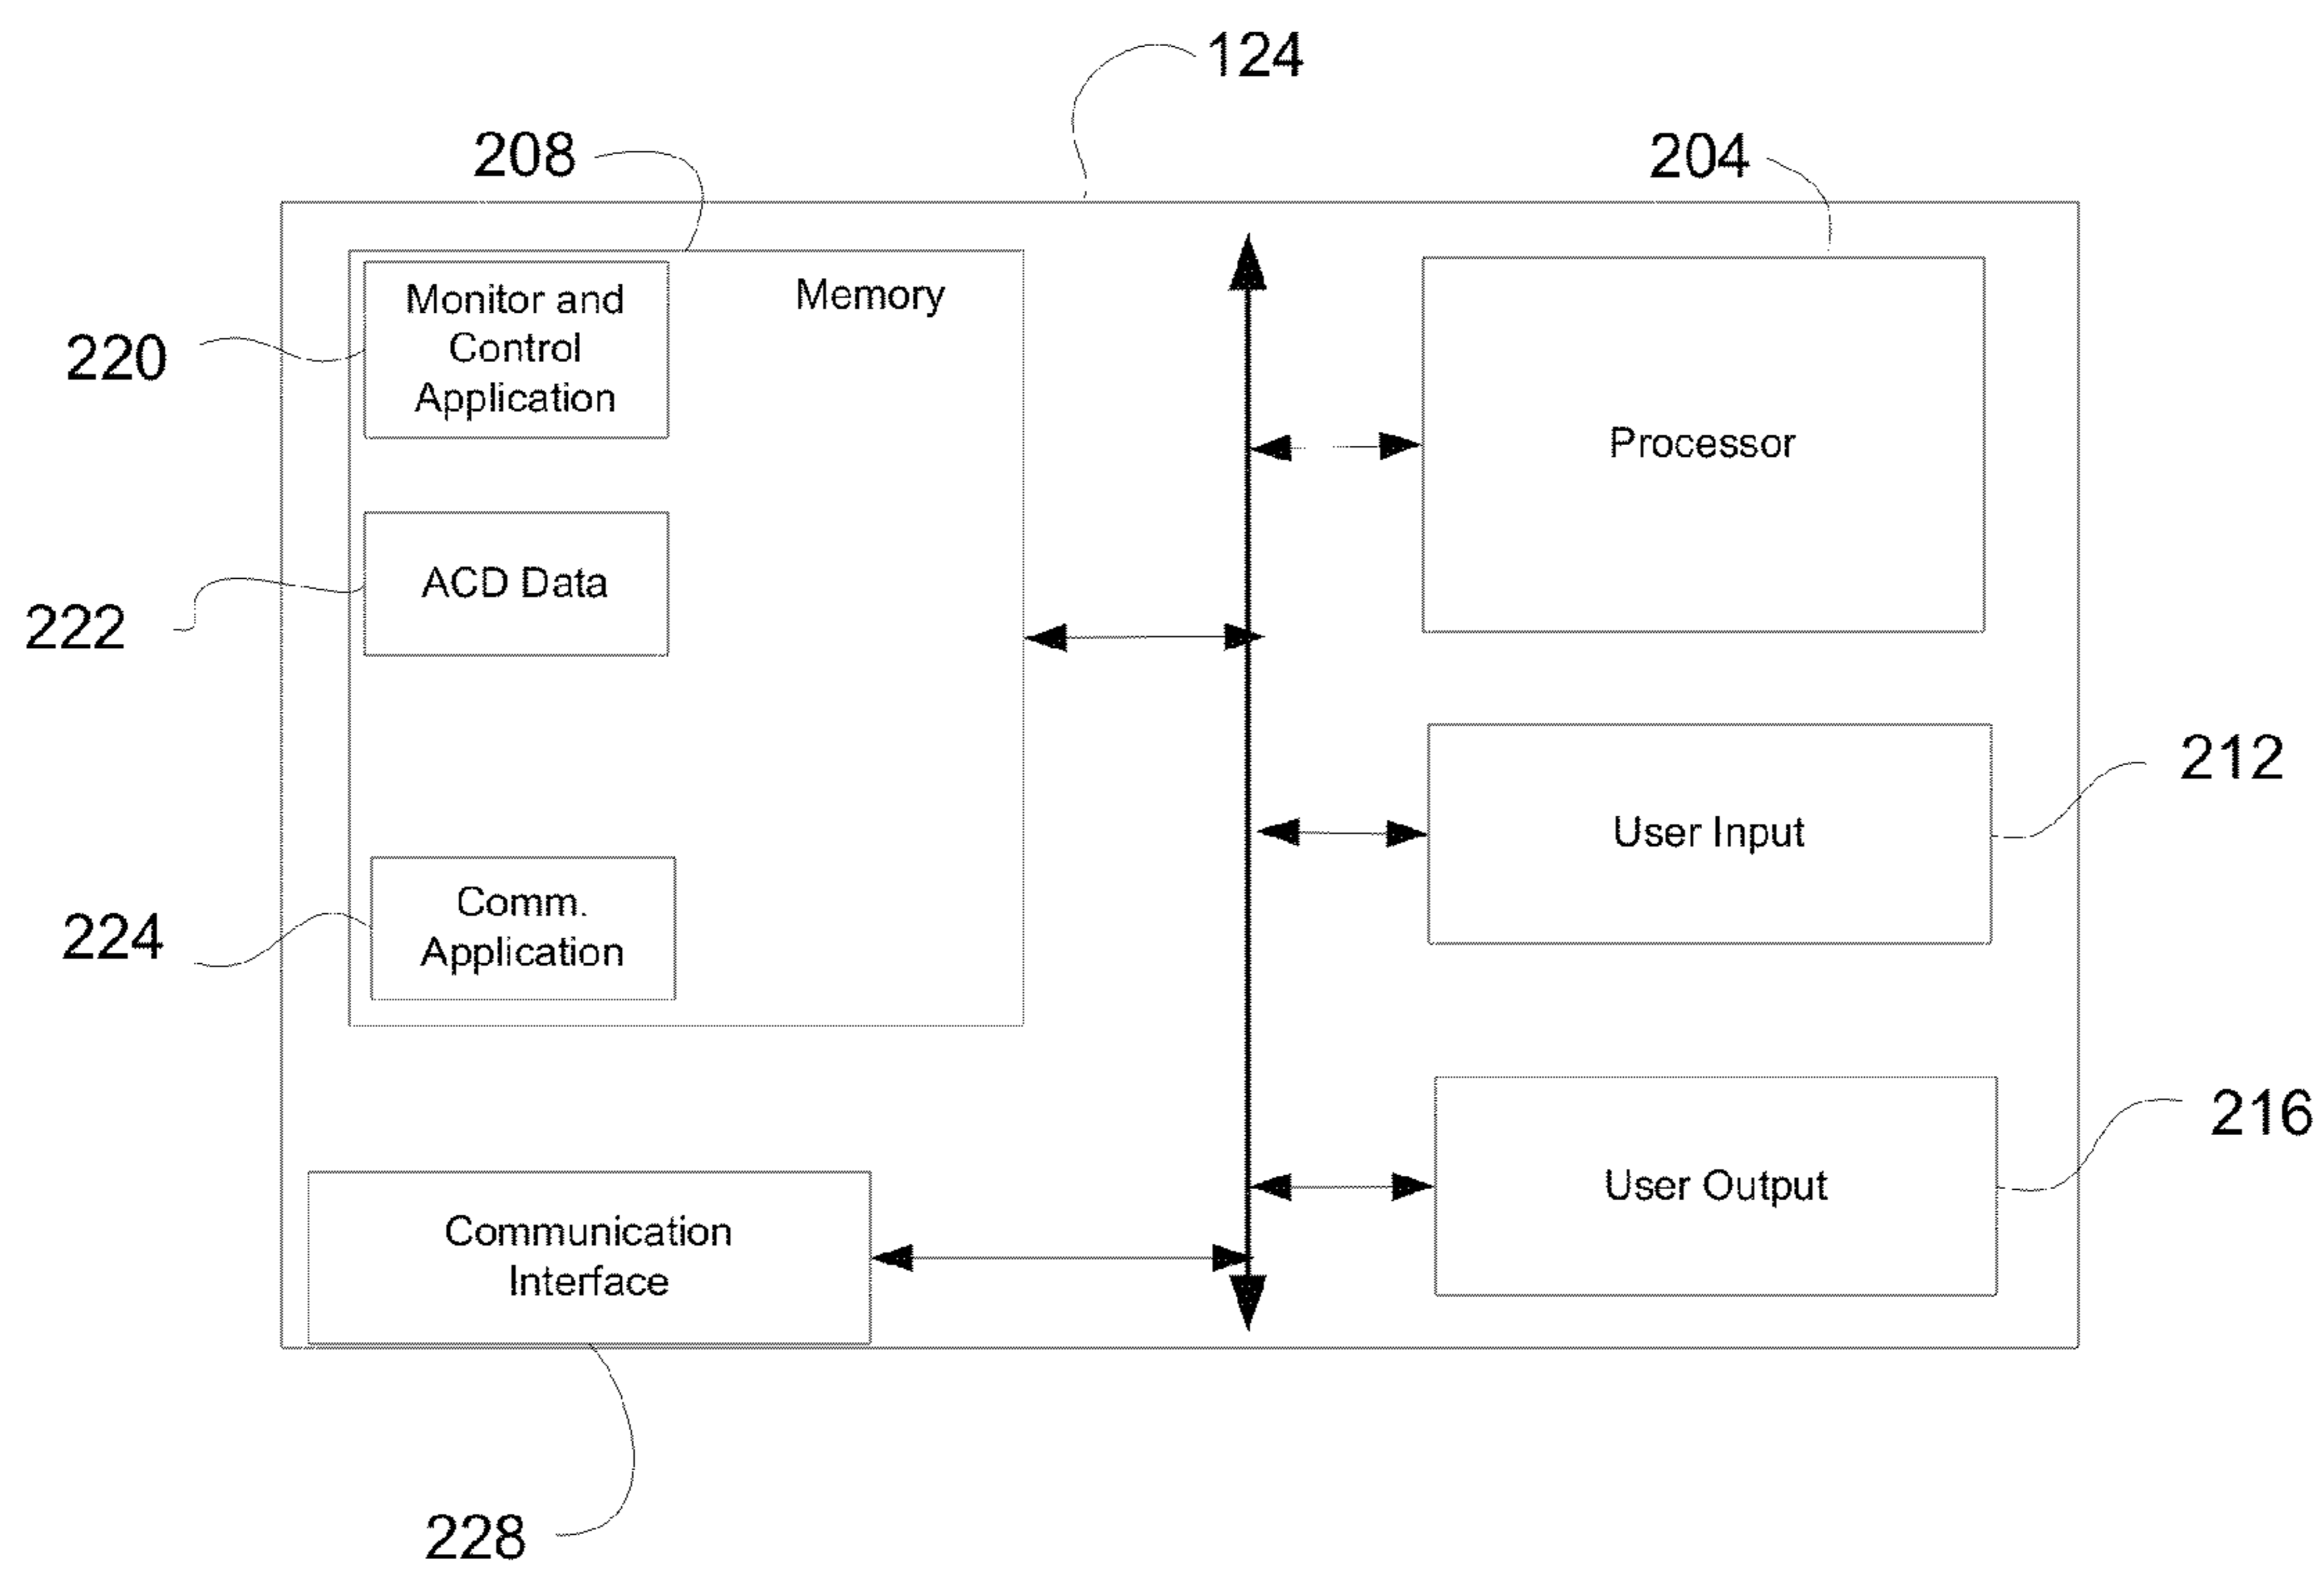 124
208
204
Monitor and
Control
Application
Memory
220
Processor
ACD Data
222
212
User Input
Comm.
Application
224
216
User Output
Communication
Interface
228